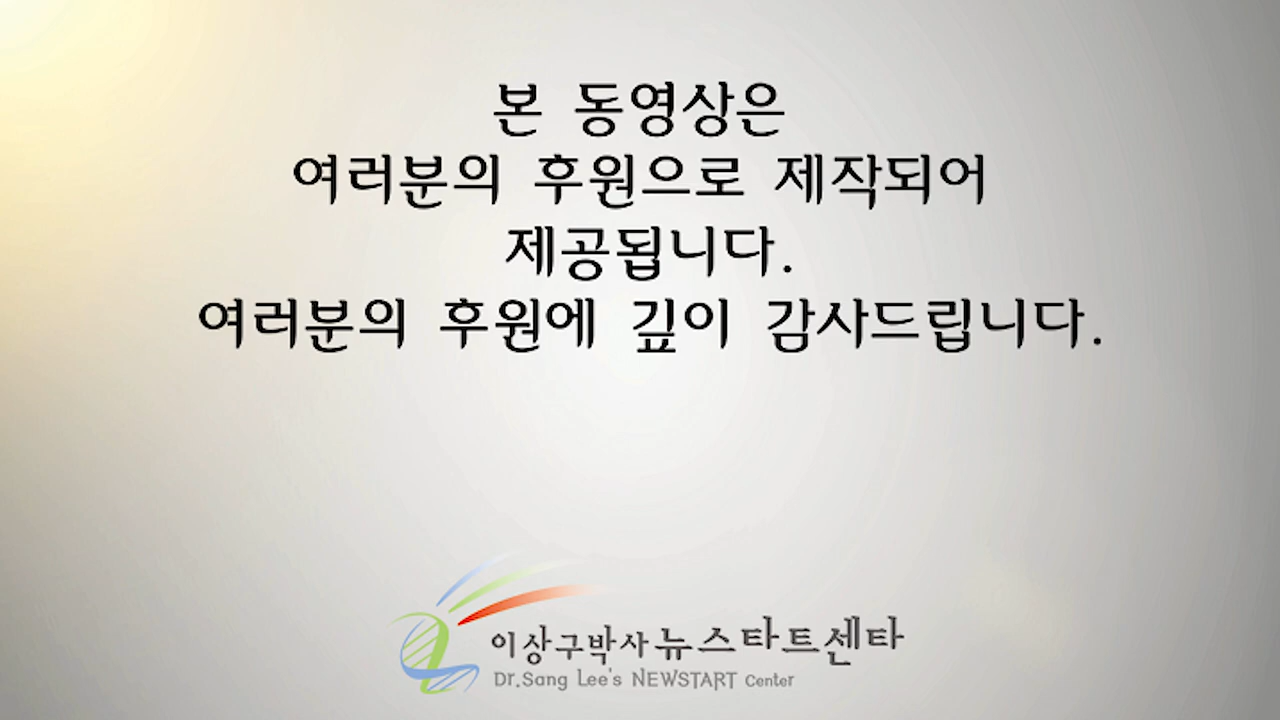 본 동영상은
여러분의 후원으로 제작되어
제공됩니다.
여러분의 후원에 깊이 감사드립니다.
이상구박사 뉴스타트센타
Dr.Sang Lee's NEWSTART Center